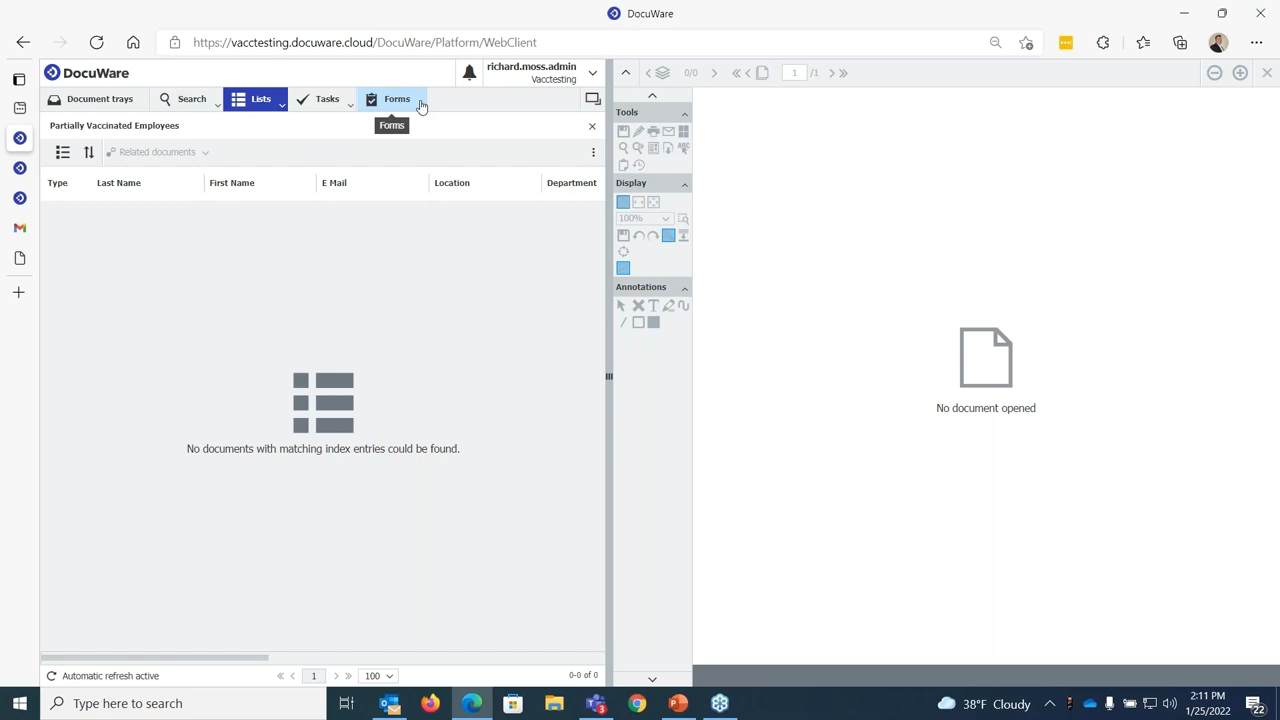 DocuWare
https://vacctesting.docuware.cloud/DocuWare/Platform/WebClient
DocuWare
richard.moss.admin
Vacctesting
0/0
1 /1
Document trays
Search
Lists
Tasks
Forms
Forms
Partially Vaccinated Employees
Related documents
Type
Last Name
First Name
E Mail
Location
Department
No documents with matching index entries could be found.
Automatic refresh active
1
100
0-0 of 0
Tools
ABC
Display
100%
Annotations
T
No document opened
Type here to search
38°F Cloudy
2:11 PM
1/25/2022
22